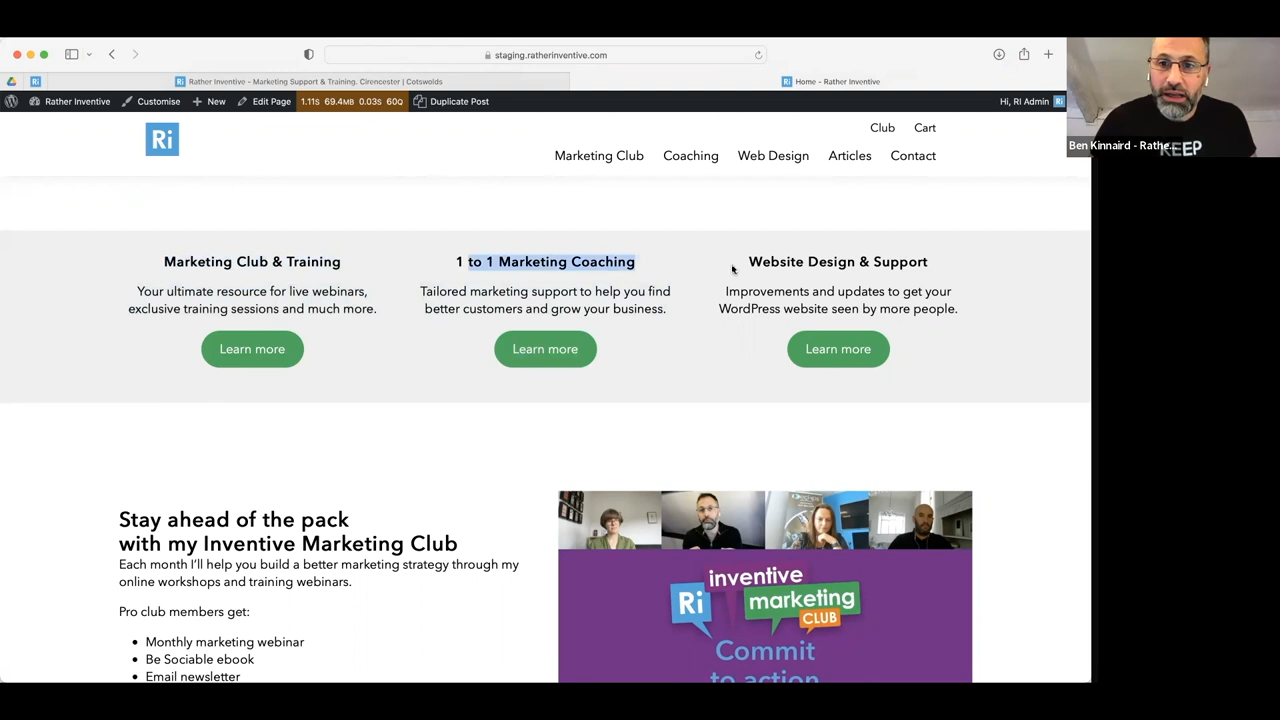 staging.ratherinventive.com
Rather Inventive - Marketing Support & Training. Cirencester | Cotswolds
Home - Rather Inventive
Rather Inventive
Customise
New
Edit Page
1.11S 69.4MB 0.03S 60Q
Duplicate Post
Hi, RI Admin
Ri
Club
Cart
Marketing Club
Coaching
Web Design
Articles
Contact
Ben Kinnaird - Rathe...
KEEP
Marketing Club & Training
Your ultimate resource for live webinars,
exclusive training sessions and much more.
Learn more
1 to 1 Marketing Coaching
Tailored marketing support to help you find
better customers and grow your business.
Learn more
Website Design & Support
Improvements and updates to get your
WordPress website seen by more people.
Learn more
Stay ahead of the pack
with my Inventive Marketing Club
Each month I'll help you build a better marketing strategy through my
online workshops and training webinars.
Pro club members get:
• Monthly marketing webinar
• Be Sociable ebook
• Email newsletter
Ri
inventive
marketing
CLUB
Commit
to action